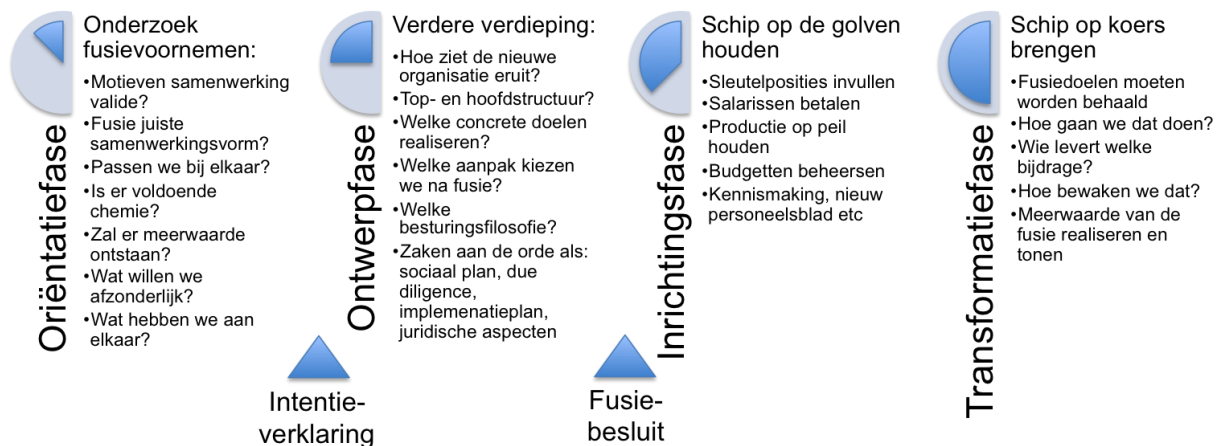 Oriëntatiefase
Onderzoek
fusievoornemen:
•Motieven samenwerking
valide?
•Fusie juiste
samenwerkingsvorm?
•Passen we bij elkaar?
•Is er voldoende
chemie?
•Zal er meerwaarde
ontstaan?
•Wat willen we
afzonderlijk?
•Wat hebben we aan
elkaar?
Intentie-
verklaring
Ontwerpfase
Verdere verdieping:
•Hoe ziet de nieuwe
organisatie eruit?
•Top- en hoofdstructuur?
•Welke concrete doelen
realiseren?
•Welke aanpak kiezen
we na fusie?
•Welke
besturingsfilosofie?
•Zaken aan de orde als:
sociaal plan, due
diligence,
implemenatieplan,
juridische aspecten
Fusie-
besluit
Inrichtingsfase
Schip op de golven
houden
•Sleutelposities invullen
•Salarissen betalen
•Productie op peil
houden
•Budgetten beheersen
•Kennismaking, nieuw
personeelsblad etc
Transformatiefase
Schip op koers
brengen
•Fusiedoelen moeten
worden behaald
•Hoe gaan we dat doen?
•Wie levert welke
bijdrage?
•Hoe bewaken we dat?
•Meerwaarde van de
fusie realiseren en
tonen